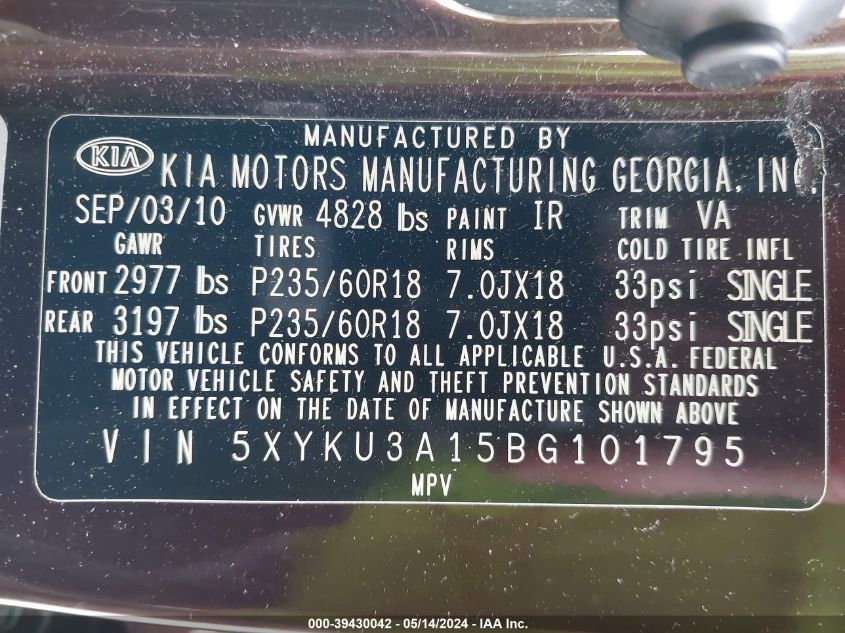 MANUFACTURED BY
KIA KIA MOTORS MANUFACTURING GEORGIA, INC.
SEP/03/10 GVWR 4828 lbs PAINT IR TRIM VA
GAWR TIRES RIMS COLD TIRE INFL
FRONT 2977 lbs P235/60R18 7.0JX18 33psi SINGLE
REAR 3197 lbs P235/60R18 7.0JX18 33psi SINGLE
THIS VEHICLE CONFORMS TO ALL APPLICABLE U.S.A. FEDERAL
MOTOR VEHICLE SAFETY AND THEFT PREVENTION STANDARDS
IN EFFECT ON THE DATE OF MANUFACTURE SHOWN ABOVE
VIN 5XYKU3A15BG101795
MPV
000-39430042 - 05/14/2024 - IAA Inc.